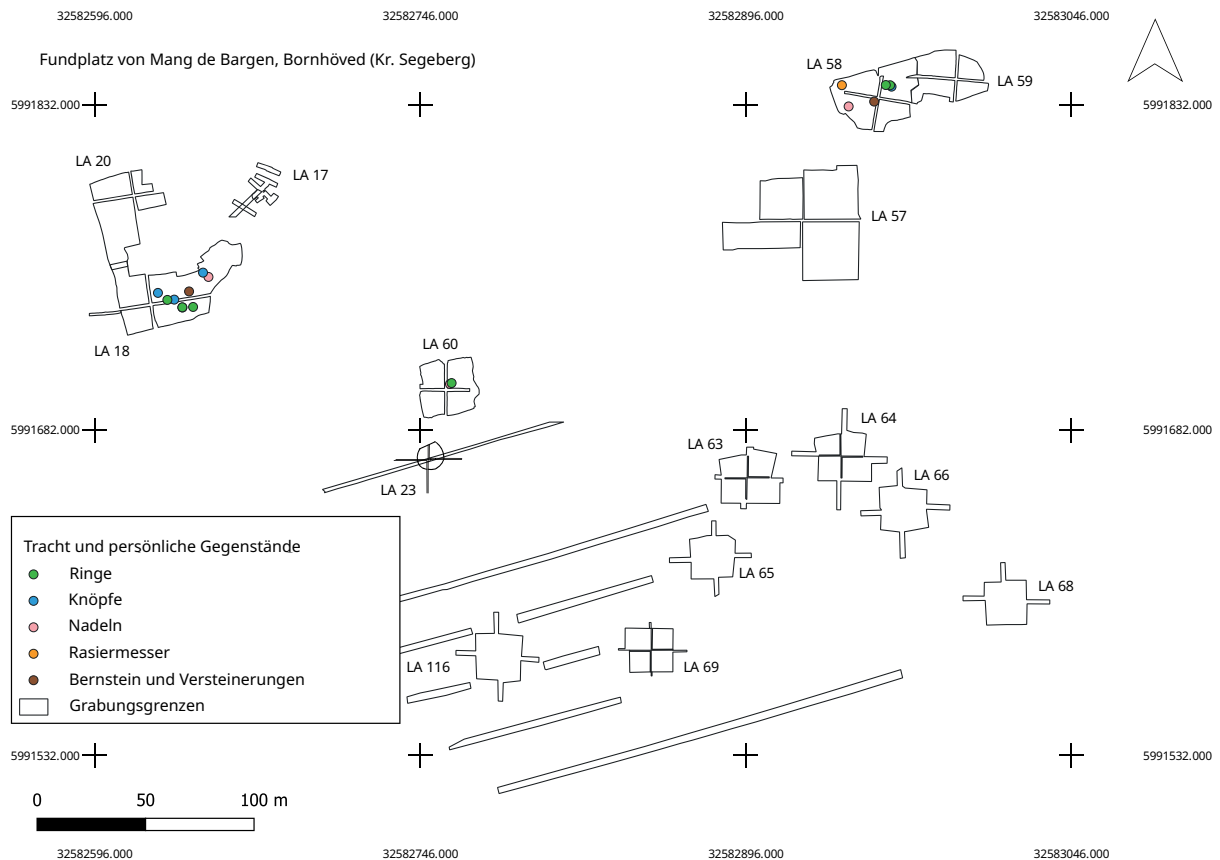 32582596.000 32582746.000 32582896.000 32583046.000
Fundplatz von Mang de Bargen, Bornhöved (Kr. Segeberg)
LA 58
LA 59
5991832.000 5991832.000
LA 20
LA 17
LA 57
LA 18
LA 60
LA 64
5991682.000 5991682.000
LA 63
LA 66
LA 23
LA 65
LA 68
LA 116
LA 69
Tracht und persönliche Gegenstände
Ringe
Knöpfe
Nadeln
Rasiermesser
Bernstein und Versteinerungen
Grabungsgrenzen
5991532.000 5991532.000
0 50 100 m
32582596.000 32582746.000 32582896.000 32583046.000